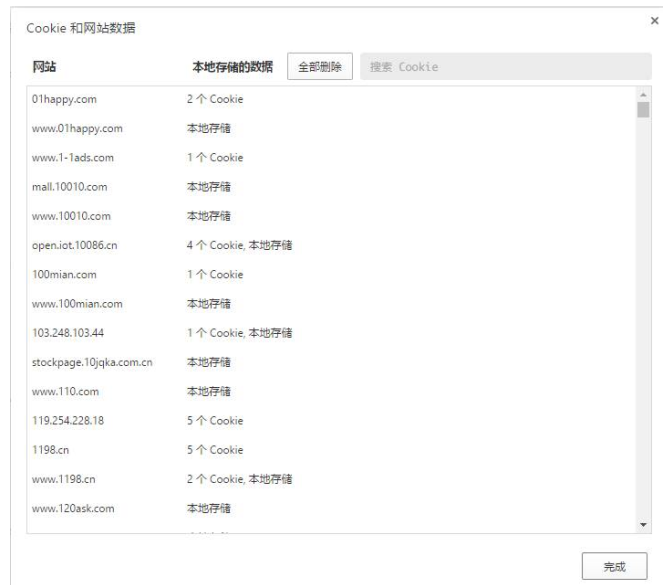 Cookie 和网站数据
×
网站 本地存储的数据 全部删除 搜索 Cookie
01happy.com 2 个 Cookie
www.01happy.com 本地存储
www.1-1ads.com 1 个 Cookie
mall.10010.com 本地存储
www.10010.com 本地存储
open.iot.10086.cn 4 个 Cookie, 本地存储
100mian.com 1 个 Cookie
www.100mian.com 本地存储
103.248.103.44 1 个 Cookie, 本地存储
stockpage.10jqka.com.cn 本地存储
www.110.com 本地存储
119.254.228.18 5 个 Cookie
1198.cn 5 个 Cookie
www.1198.cn 2 个 Cookie, 本地存储
www.120ask.com 本地存储
完成